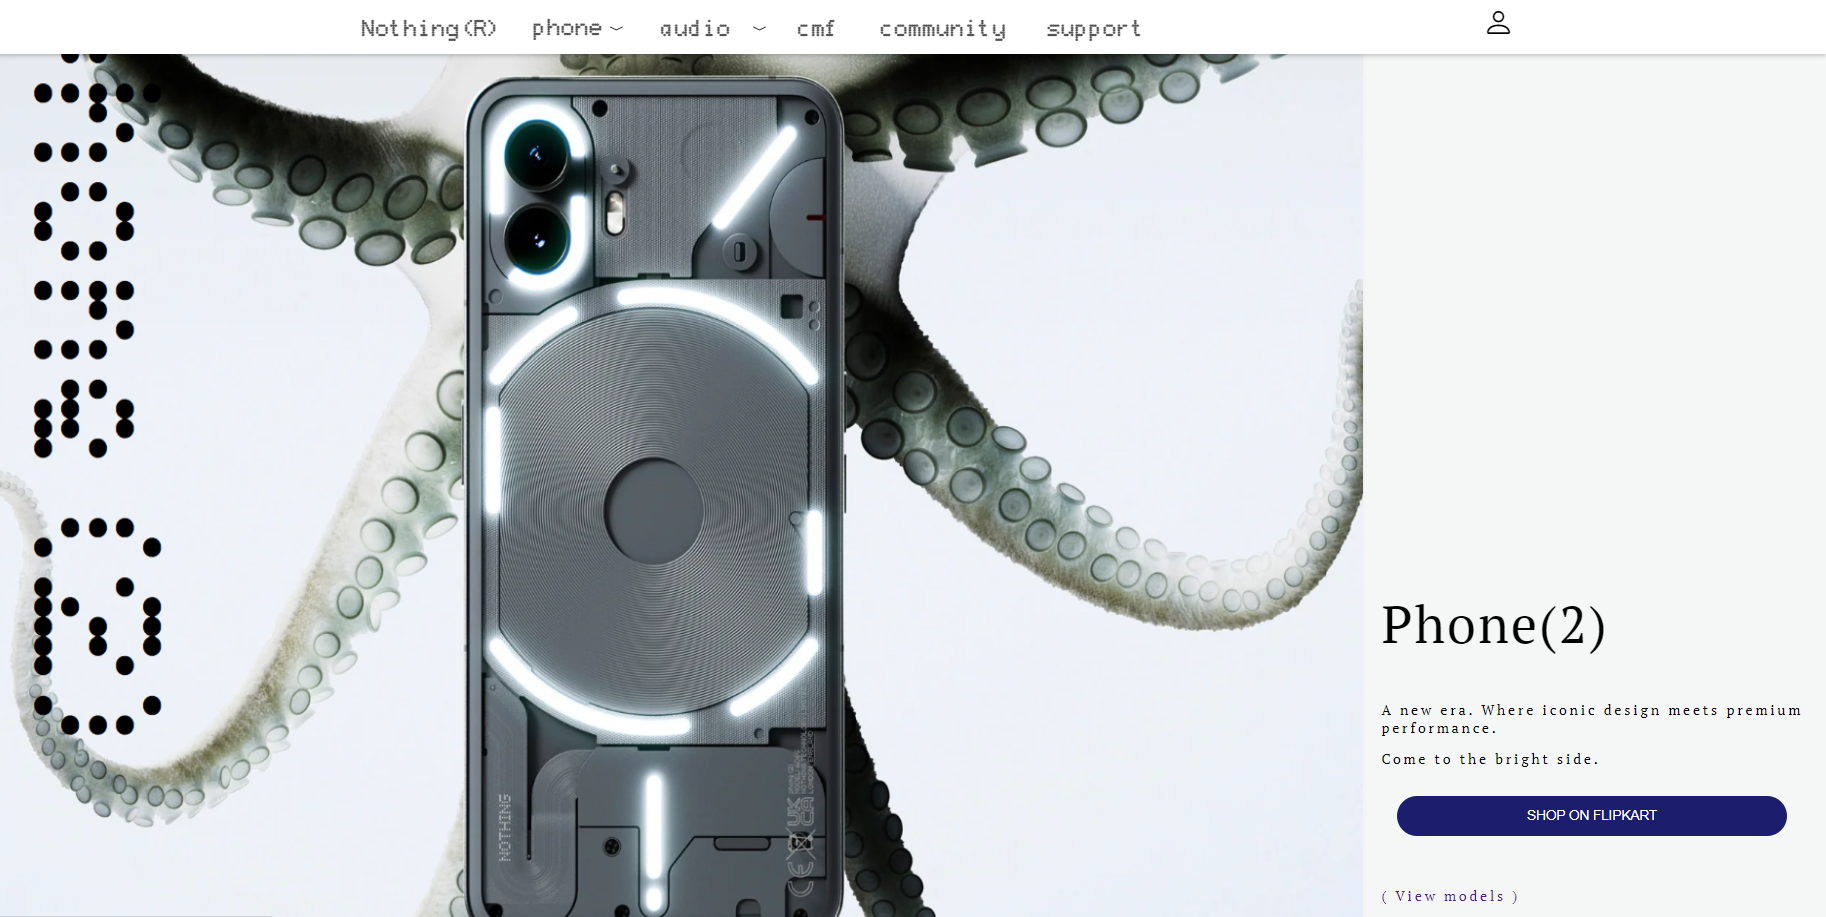 Nothing(R) phone audio cmf community support
Phone(2)
A new era. Where iconic design meets premium
performance.
Come to the bright side.
SHOP ON FLIPKART
( View models )
NOTHING